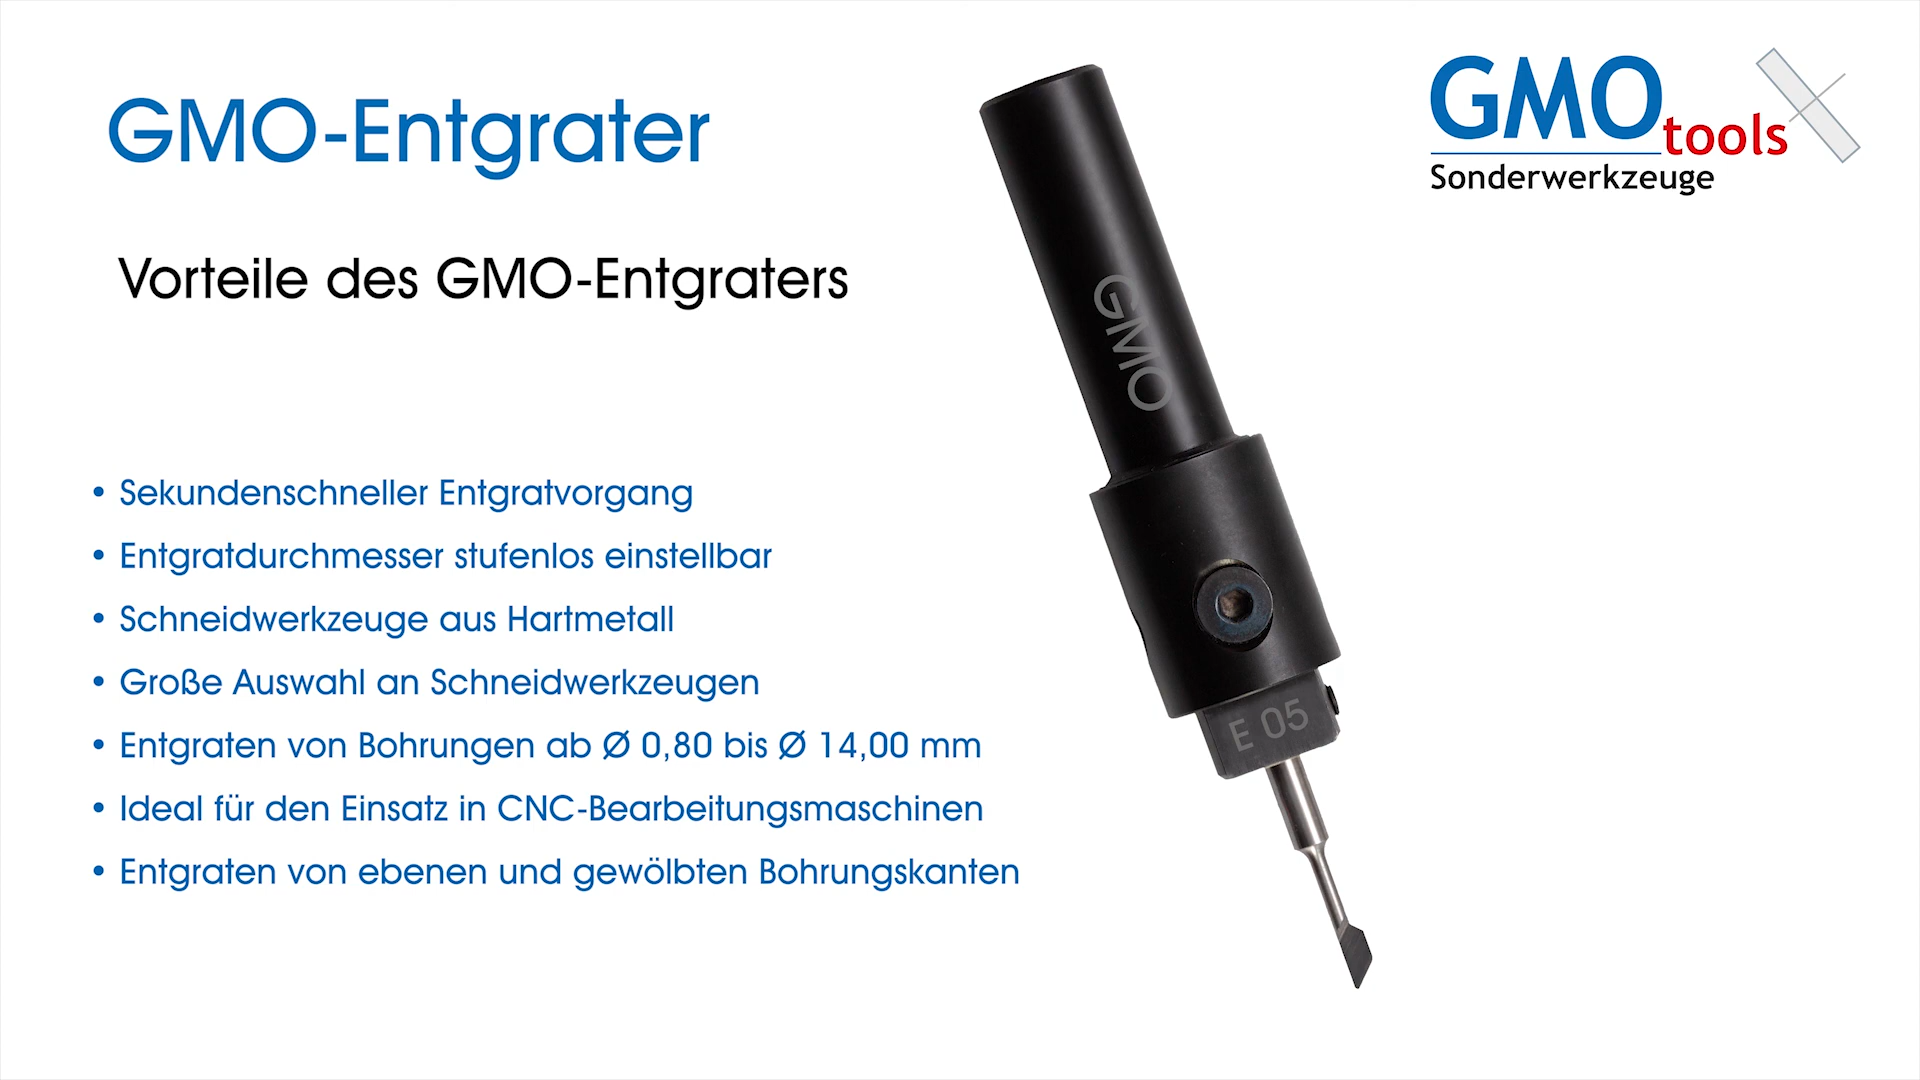 GMO-Entgrater
GMO
tools
Sonderwerkzeuge
Vorteile des GMO-Entgraters
GMO
• Sekundenschneller Entgratvorgang
• Entgratdurchmesser stufenlos einstellbar
• Schneidwerkzeuge aus Hartmetall
• Große Auswahl an Schneidwerkzeugen
• Entgraten von Bohrungen ab Ø 0,80 bis Ø 14,00 mm
• Ideal für den Einsatz in CNC-Bearbeitungsmaschinen
• Entgraten von ebenen und gewölbten Bohrungskanten
E 05